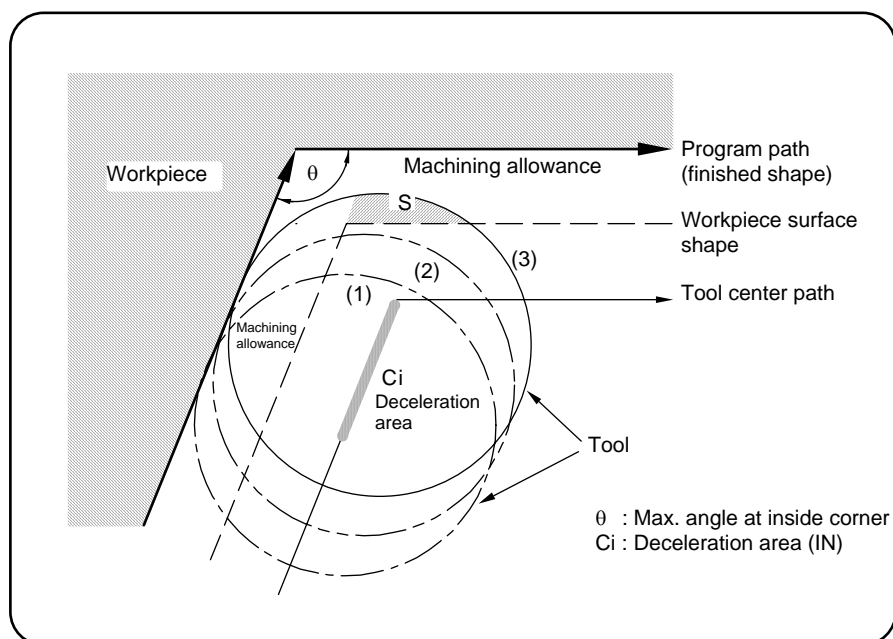 Workpiece
θ
Machining allowance
Program path
(finished shape)
S
Workpiece surface
shape
(1)
(2)
(3)
Tool center path
Machining
allowance
Ci
Deceleration
area
Tool
θ : Max. angle at inside corner
Ci : Deceleration area (IN)